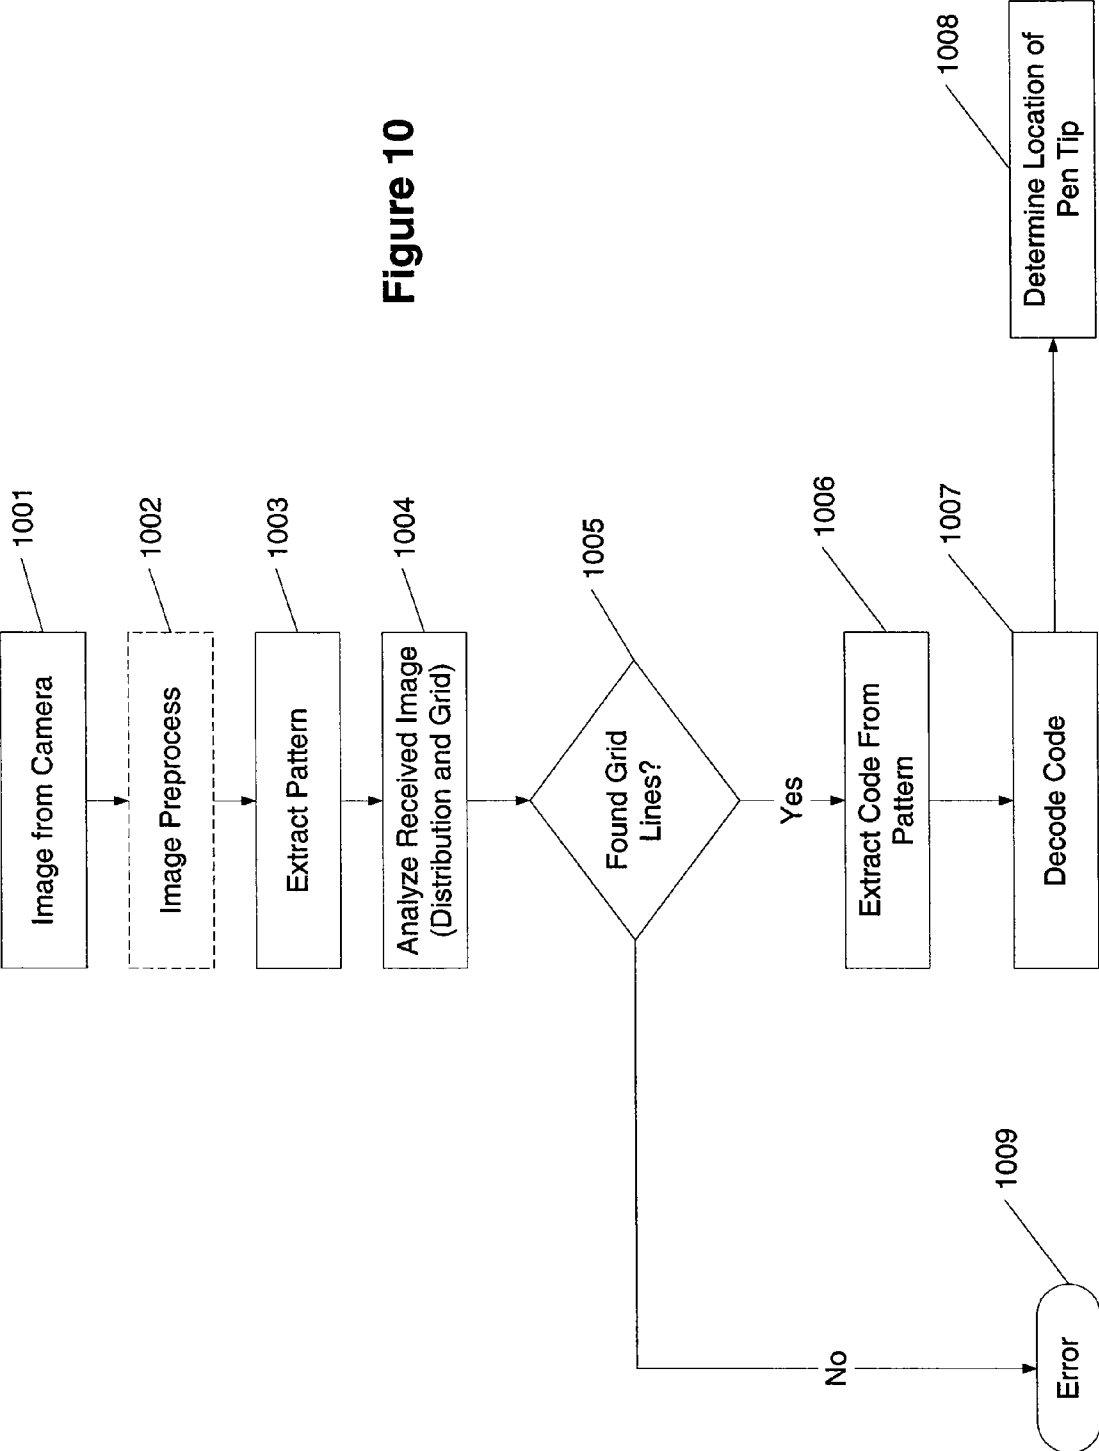 Image from Camera
1001
Image Preprocess
1002
Extract Pattern
1003
Analyze Received Image
(Distribution and Grid)
1004
Found Grid
Lines?
1005
Yes
No
Extract Code From
Pattern
1006
Decode Code
1007
Determine Location of
Pen Tip
1008
Error
1009
Figure 10